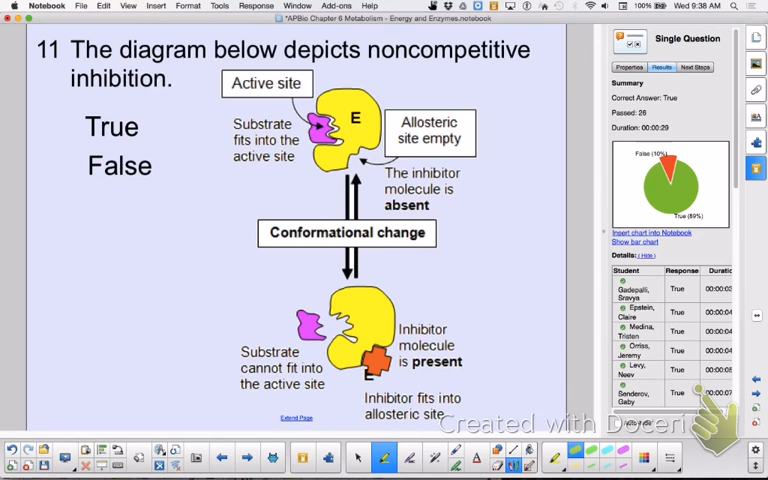 Notebook File Edit View Insert Format Tools Options Response Window Add-ons Help 100% Wed 9:38 AM
*APBio Chapter 6 Metabolism - Energy and Enzymes.notebook
11 The diagram below depicts noncompetitive
inhibition.
True
False
Active site
E
Substrate
fits into the
active site
Allosteric
site empty
The inhibitor
molecule is
absent
Conformational change
Substrate
cannot fit into
the active site
Inhibitor
molecule
is present
E
Inhibitor fits into
allosteric site
Extend Page
Single Question
Properties Results Next Steps
Summary
Correct Answer: True
Passed: 26
Duration: 00:00:29
False (10%)
True (89%)
Insert chart into Notebook
Show bar chart
Details: (Hide)
Student Response Duratio
Gadepalli,
Sravya
True 00:00:03
Epstein,
Claire
True 00:00:04
Medina,
Tristen
True 00:00:04
Orriss,
Jeremy
True 00:00:04
Levy,
Neev
True 00:00:05
Senderov,
Gaby
True 00:00:07
Created with Doceri